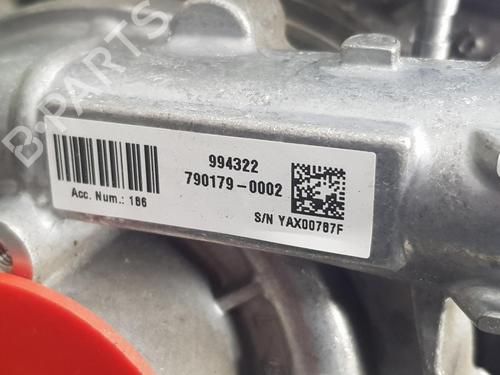 B-PARTS
994322
790179-0002
Acc. Num.: 186
S/N YAX00787F